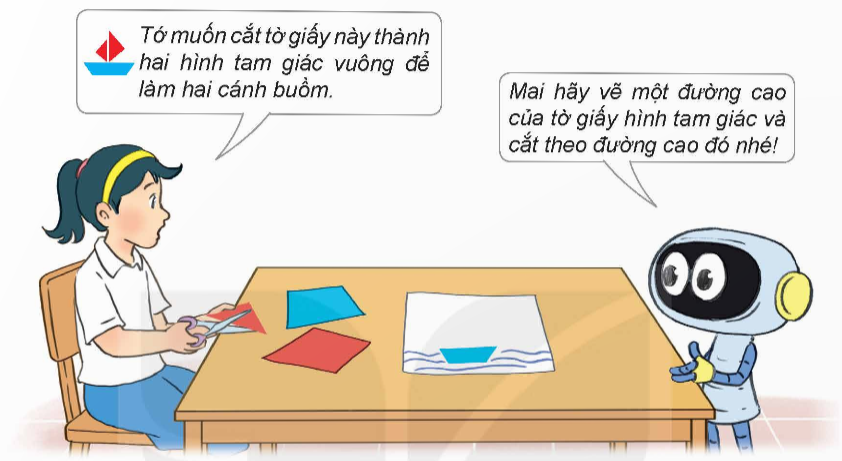 Tớ muốn cắt tờ giấy này thành
hai hình tam giác vuông để
làm hai cánh buồm.
Mai hãy vẽ một đường cao
của tờ giấy hình tam giác và
cắt theo đường cao đó nhé!